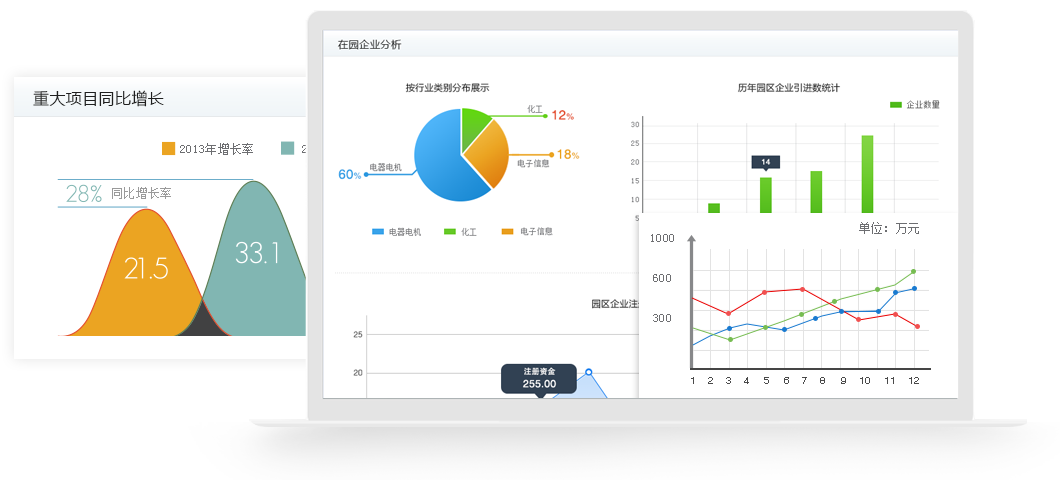 重大项目同比增长
2013年增长率
28% 同比增长率
21.5
33.1
在园企业分析
按行业类别分布展示
化工
12%
18%
电子信息
电器电机
60%
电器电机 化工 电子信息
历年园区企业引进数统计
企业数量
30
25
20
15
10
5
14
园区企业注
25
20
注册资金
255.00
单位：万元
1000
600
300
1 2 3 4 5 6 7 8 9 10 11 12